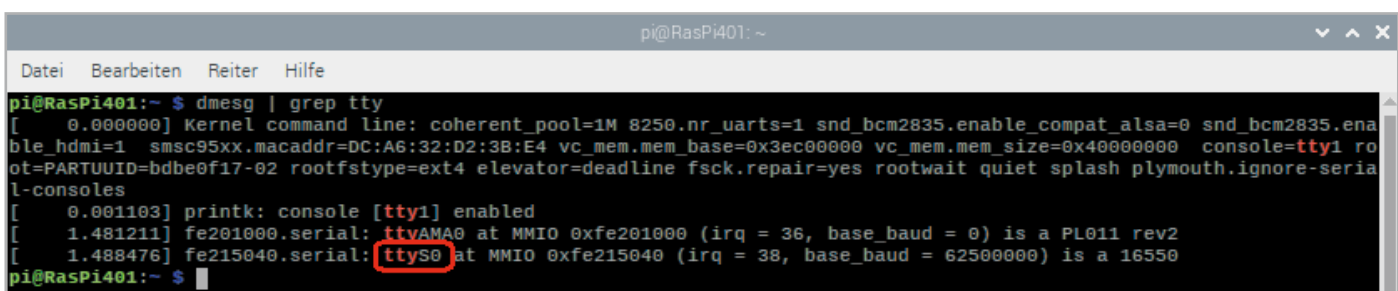 pi@RasPi401: ~
Datei Bearbeiten Reiter Hilfe
pi@RasPi401:~ $ dmesg | grep tty
[    0.000000] Kernel command line: coherent_pool=1M 8250.nr_uarts=1 snd_bcm2835.enable_compat_alsa=0 snd_bcm2835.ena
ble_hdmi=1  smsc95xx.macaddr=DC:A6:32:D2:3B:E4 vc_mem.mem_base=0x3ec00000 vc_mem.mem_size=0x40000000  console=tty1 ro
ot=PARTUUID=bdbe0f17-02 rootfstype=ext4 elevator=deadline fsck.repair=yes rootwait quiet splash plymouth.ignore-seria
l-consoles
[    0.001103] printk: console [tty1] enabled
[    1.481211] fe201000.serial: ttyAMA0 at MMIO 0xfe201000 (irq = 36, base_baud = 0) is a PL011 rev2
[    1.488476] fe215040.serial: ttyS0 at MMIO 0xfe215040 (irq = 38, base_baud = 62500000) is a 16550
pi@RasPi401:~ $